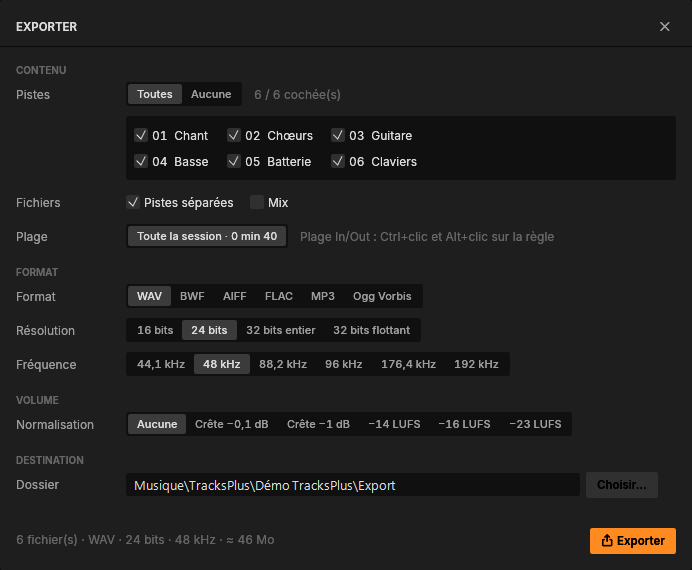 EXPORTER
CONTENU
Pistes Toutes Aucune 6 / 6 cochée(s)
01 Chant 02 Chœurs 03 Guitare
04 Basse 05 Batterie 06 Claviers
Fichiers Pistes séparées Mix
Plage Toute la session · 0 min 40 Plage In/Out : Ctrl+clic et Alt+clic sur la règle
FORMAT
Format WAV BWF AIFF FLAC MP3 Ogg Vorbis
Résolution 16 bits 24 bits 32 bits entier 32 bits flottant
Fréquence 44,1 kHz 48 kHz 88,2 kHz 96 kHz 176,4 kHz 192 kHz
VOLUME
Normalisation Aucune Crête −0,1 dB Crête −1 dB −14 LUFS −16 LUFS −23 LUFS
DESTINATION
Dossier Musique\TracksPlus\Démo TracksPlus\Export Choisir...
6 fichier(s) · WAV · 24 bits · 48 kHz · ≈ 46 Mo Exporter